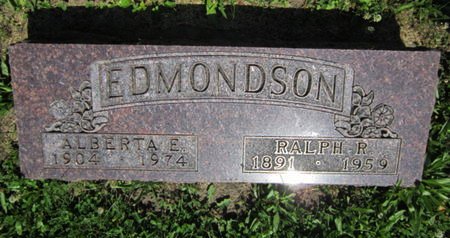 EDMONDSON
ALBERTA E.
1904 · 1974
RALPH R.
1891 · 1959